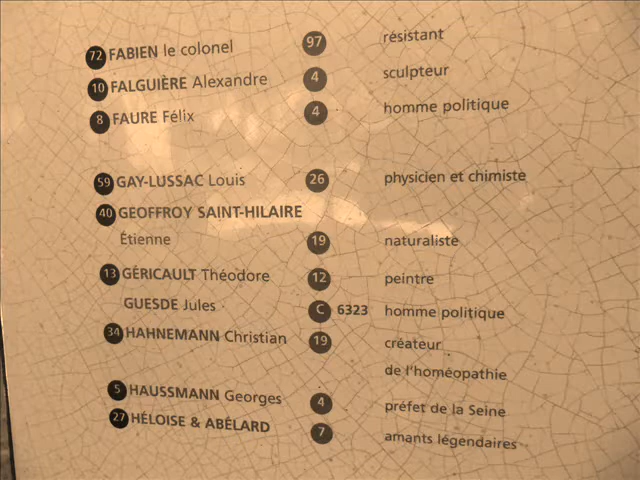 72 FABIEN le colonel 97 résistant
10 FALGUIÈRE Alexandre 4 sculpteur
8 FAURE Félix 4 homme politique
59 GAY-LUSSAC Louis 26 physicien et chimiste
40 GEOFFROY SAINT-HILAIRE
Étienne 19 naturaliste
13 GÉRICAULT Théodore 12 peintre
GUESDE Jules C 6323 homme politique
34 HAHNEMANN Christian 19 créateur
de l'homéopathie
5 HAUSSMANN Georges 4 préfet de la Seine
27 HÉLOISE & ABÉLARD 7 amants légendaires